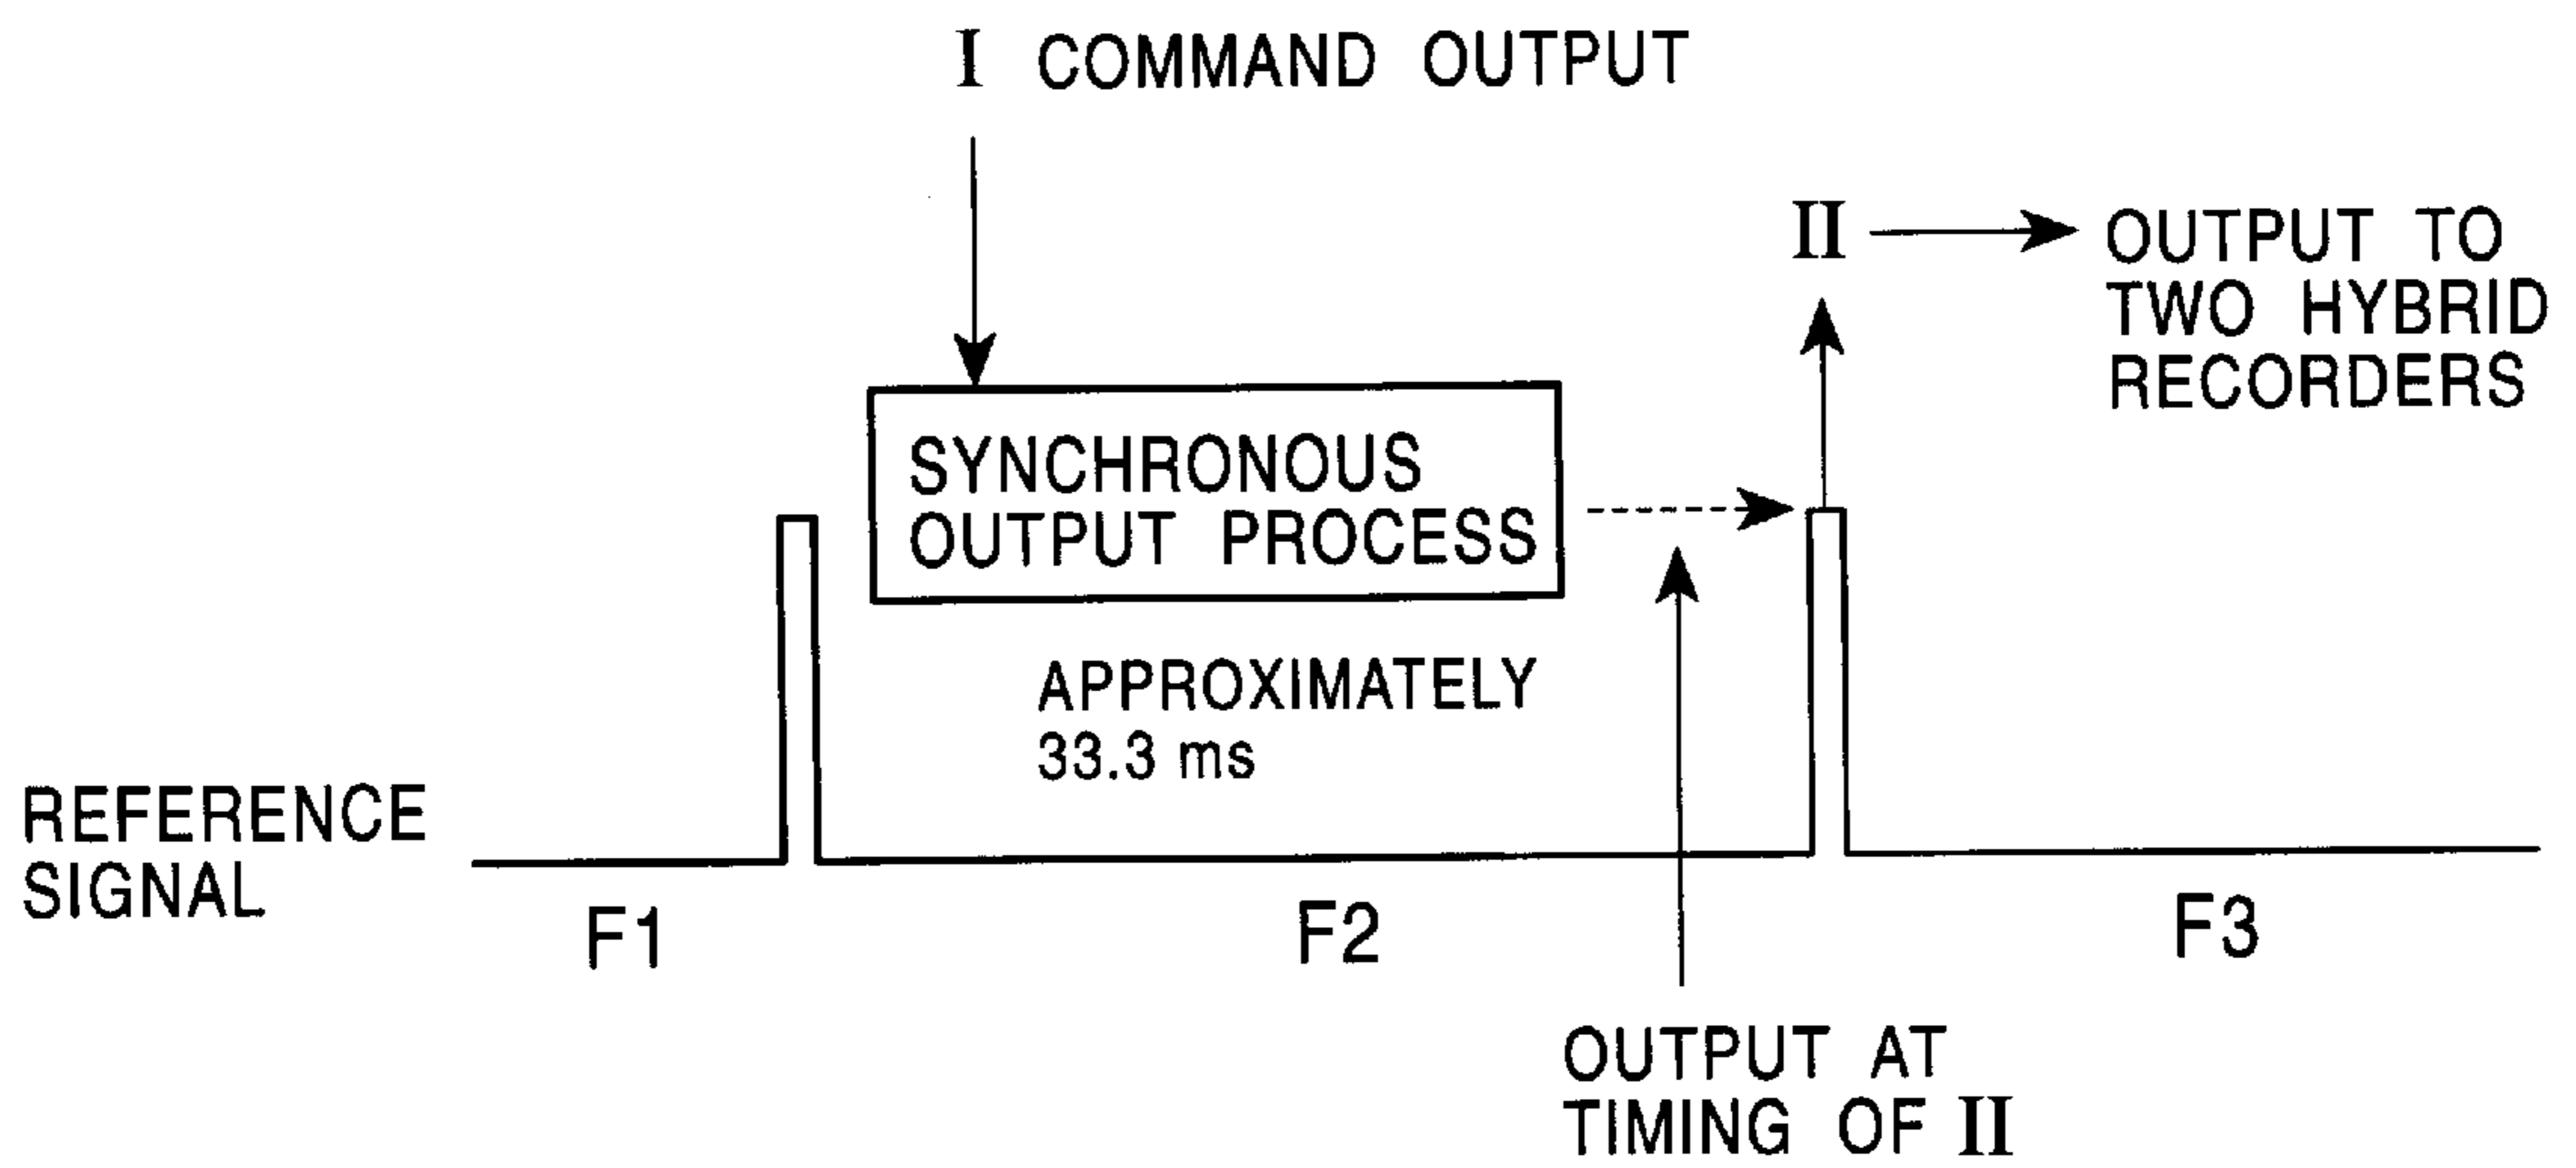 I COMMAND OUTPUT
II
OUTPUT TO
TWO HYBRID
RECORDERS
SYNCHRONOUS
OUTPUT PROCESS
APPROXIMATELY
33.3 ms
REFERENCE
SIGNAL
F1
F2
F3
OUTPUT AT
TIMING OF II